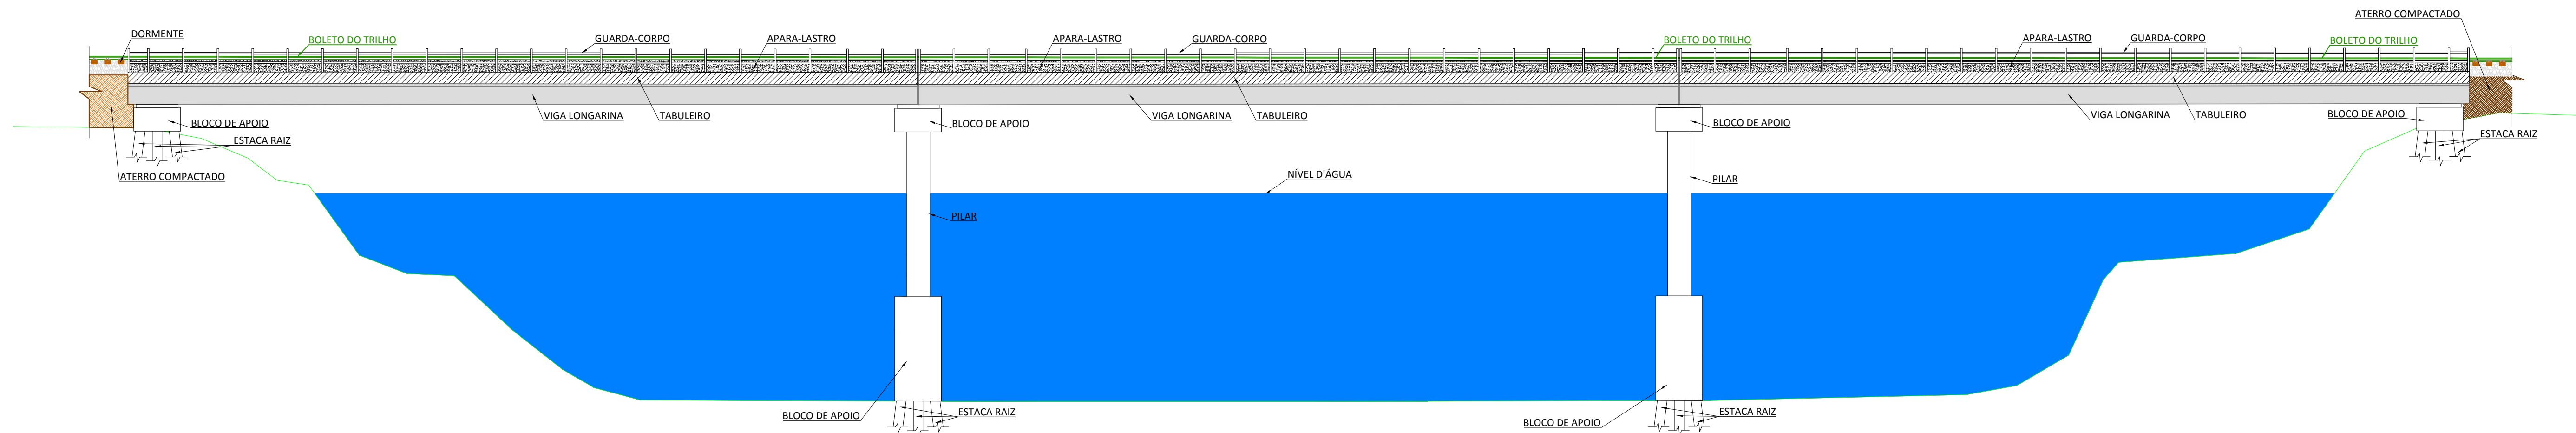 ATERRO COMPACTADO
DORMENTE
BOLETO DO TRILHO
GUARDA-CORPO
APARA-LASTRO
APARA-LASTRO
GUARDA-CORPO
BOLETO DO TRILHO
APARA-LASTRO
GUARDA-CORPO
BOLETO DO TRILHO
VIGA LONGARINA
TABULEIRO
VIGA LONGARINA
TABULEIRO
VIGA LONGARINA
TABULEIRO
BLOCO DE APOIO
BLOCO DE APOIO
BLOCO DE APOIO
BLOCO DE APOIO
ESTACA RAIZ
ESTACA RAIZ
ATERRO COMPACTADO
NÍVEL D'ÁGUA
PILAR
PILAR
BLOCO DE APOIO
ESTACA RAIZ
BLOCO DE APOIO
ESTACA RAIZ